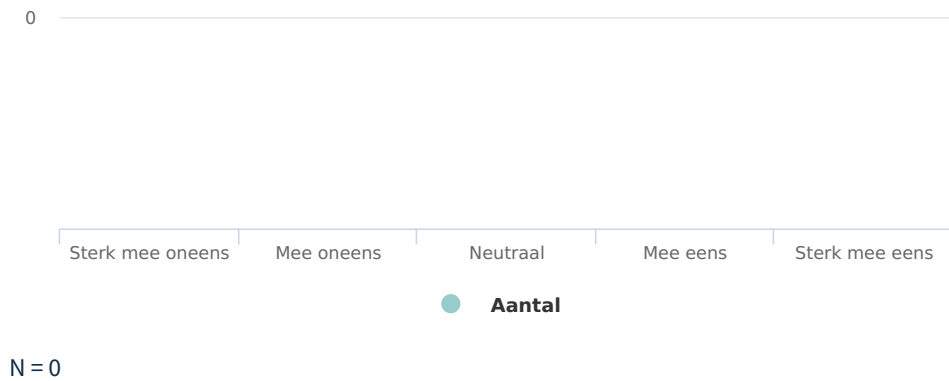 0
Sterk mee oneens Mee oneens Neutraal Mee eens Sterk mee eens
Aantal
N = 0